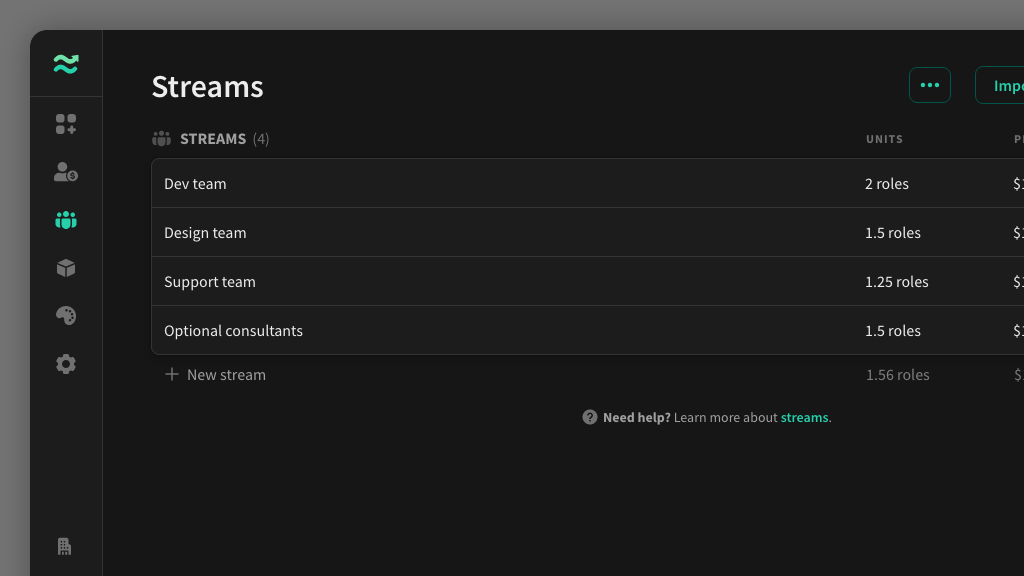 Streams
•••
Impo
STREAMS (4)
UNITS
P
Dev team
2 roles
$1
Design team
1.5 roles
$1
Support team
1.25 roles
$1
Optional consultants
1.5 roles
$1
+ New stream
1.56 roles
$1
Need help? Learn more about streams.